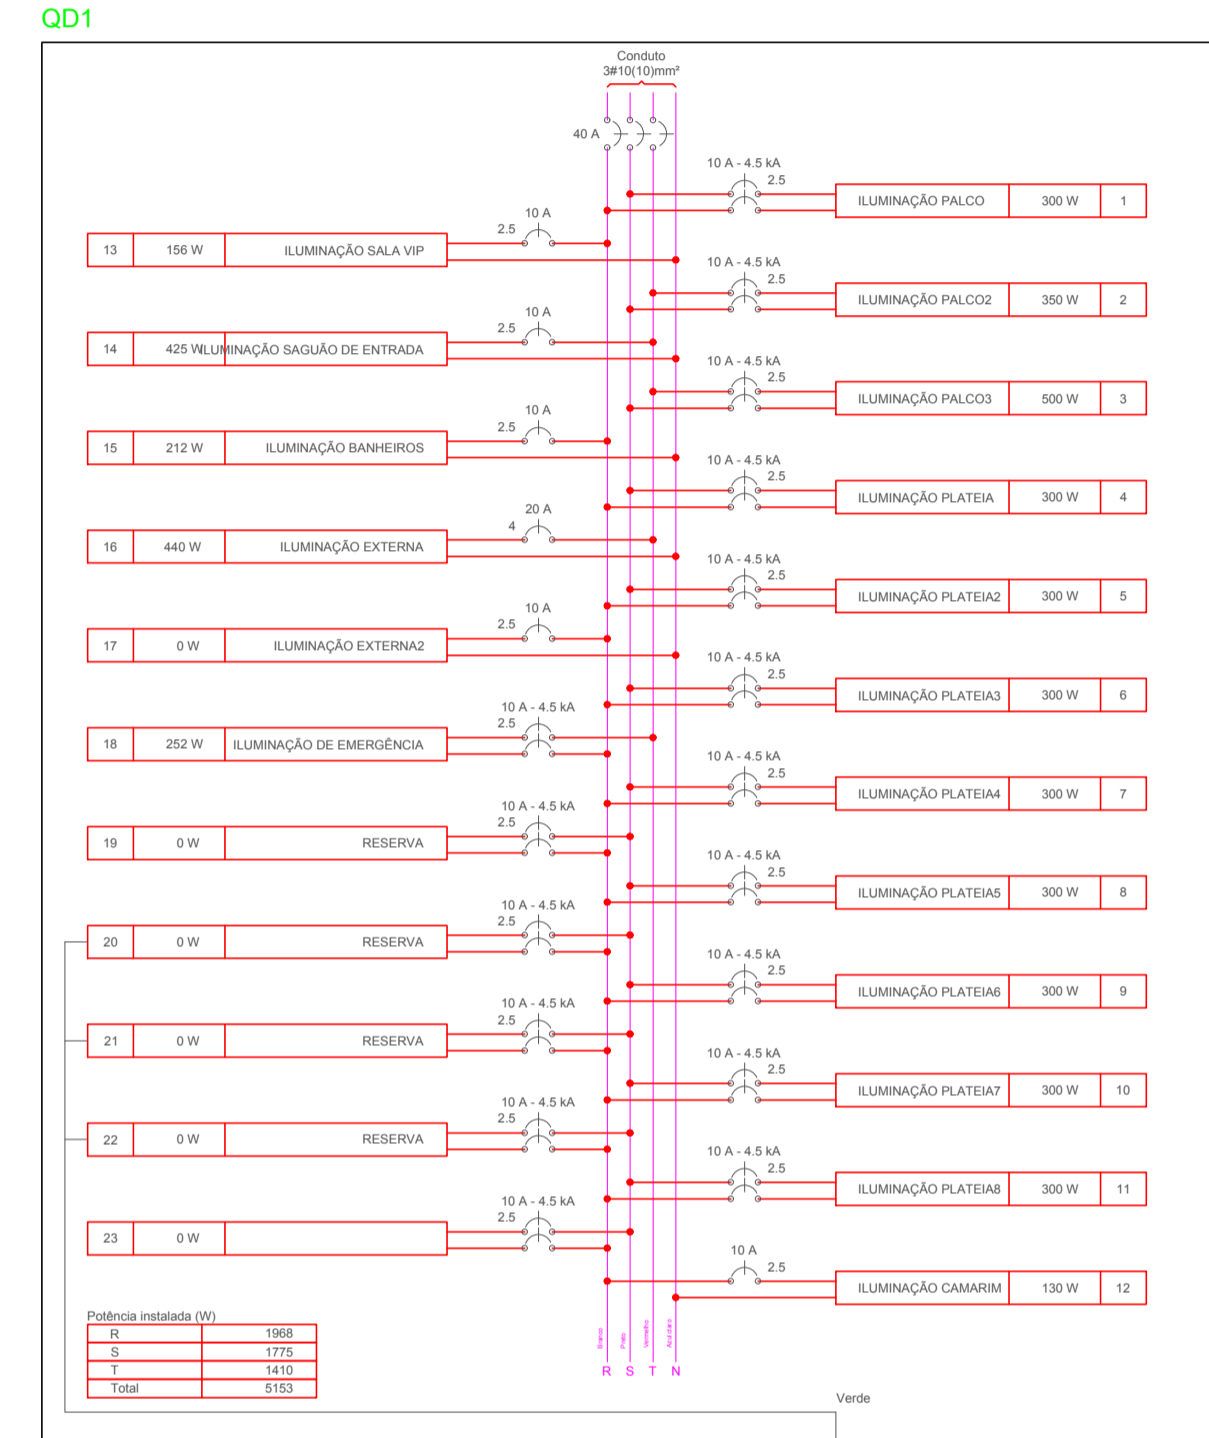 QD1
Conduto
3#10(10)mm²
40 A
10 A - 4.5 kA
2.5
ILUMINAÇÃO PALCO 300 W 1
10 A
2.5
13 156 W ILUMINAÇÃO SALA VIP
10 A - 4.5 kA
2.5
ILUMINAÇÃO PALCO2 350 W 2
10 A
2.5
14 425 W ILUMINAÇÃO SAGUÃO DE ENTRADA
10 A - 4.5 kA
2.5
ILUMINAÇÃO PALCO3 500 W 3
10 A
2.5
15 212 W ILUMINAÇÃO BANHEIROS
10 A - 4.5 kA
2.5
ILUMINAÇÃO PLATEIA 300 W 4
20 A
4
16 440 W ILUMINAÇÃO EXTERNA
10 A - 4.5 kA
2.5
ILUMINAÇÃO PLATEIA2 300 W 5
10 A
2.5
17 0 W ILUMINAÇÃO EXTERNA2
10 A - 4.5 kA
2.5
ILUMINAÇÃO PLATEIA3 300 W 6
10 A - 4.5 kA
2.5
18 252 W ILUMINAÇÃO DE EMERGÊNCIA
10 A - 4.5 kA
2.5
ILUMINAÇÃO PLATEIA4 300 W 7
10 A - 4.5 kA
2.5
19 0 W RESERVA
10 A - 4.5 kA
2.5
ILUMINAÇÃO PLATEIA5 300 W 8
10 A - 4.5 kA
2.5
20 0 W RESERVA
10 A - 4.5 kA
2.5
ILUMINAÇÃO PLATEIA6 300 W 9
10 A - 4.5 kA
2.5
21 0 W RESERVA
10 A - 4.5 kA
2.5
ILUMINAÇÃO PLATEIA7 300 W 10
10 A - 4.5 kA
2.5
22 0 W RESERVA
10 A - 4.5 kA
2.5
ILUMINAÇÃO PLATEIA8 300 W 11
10 A - 4.5 kA
2.5
23 0 W
10 A
2.5
ILUMINAÇÃO CAMARIM 130 W 12
Potência instalada (W)
R 1968
S 1775
T 1410
Total 5153
Branco
Preto
Vermelho
Azul claro
R S T N
Verde